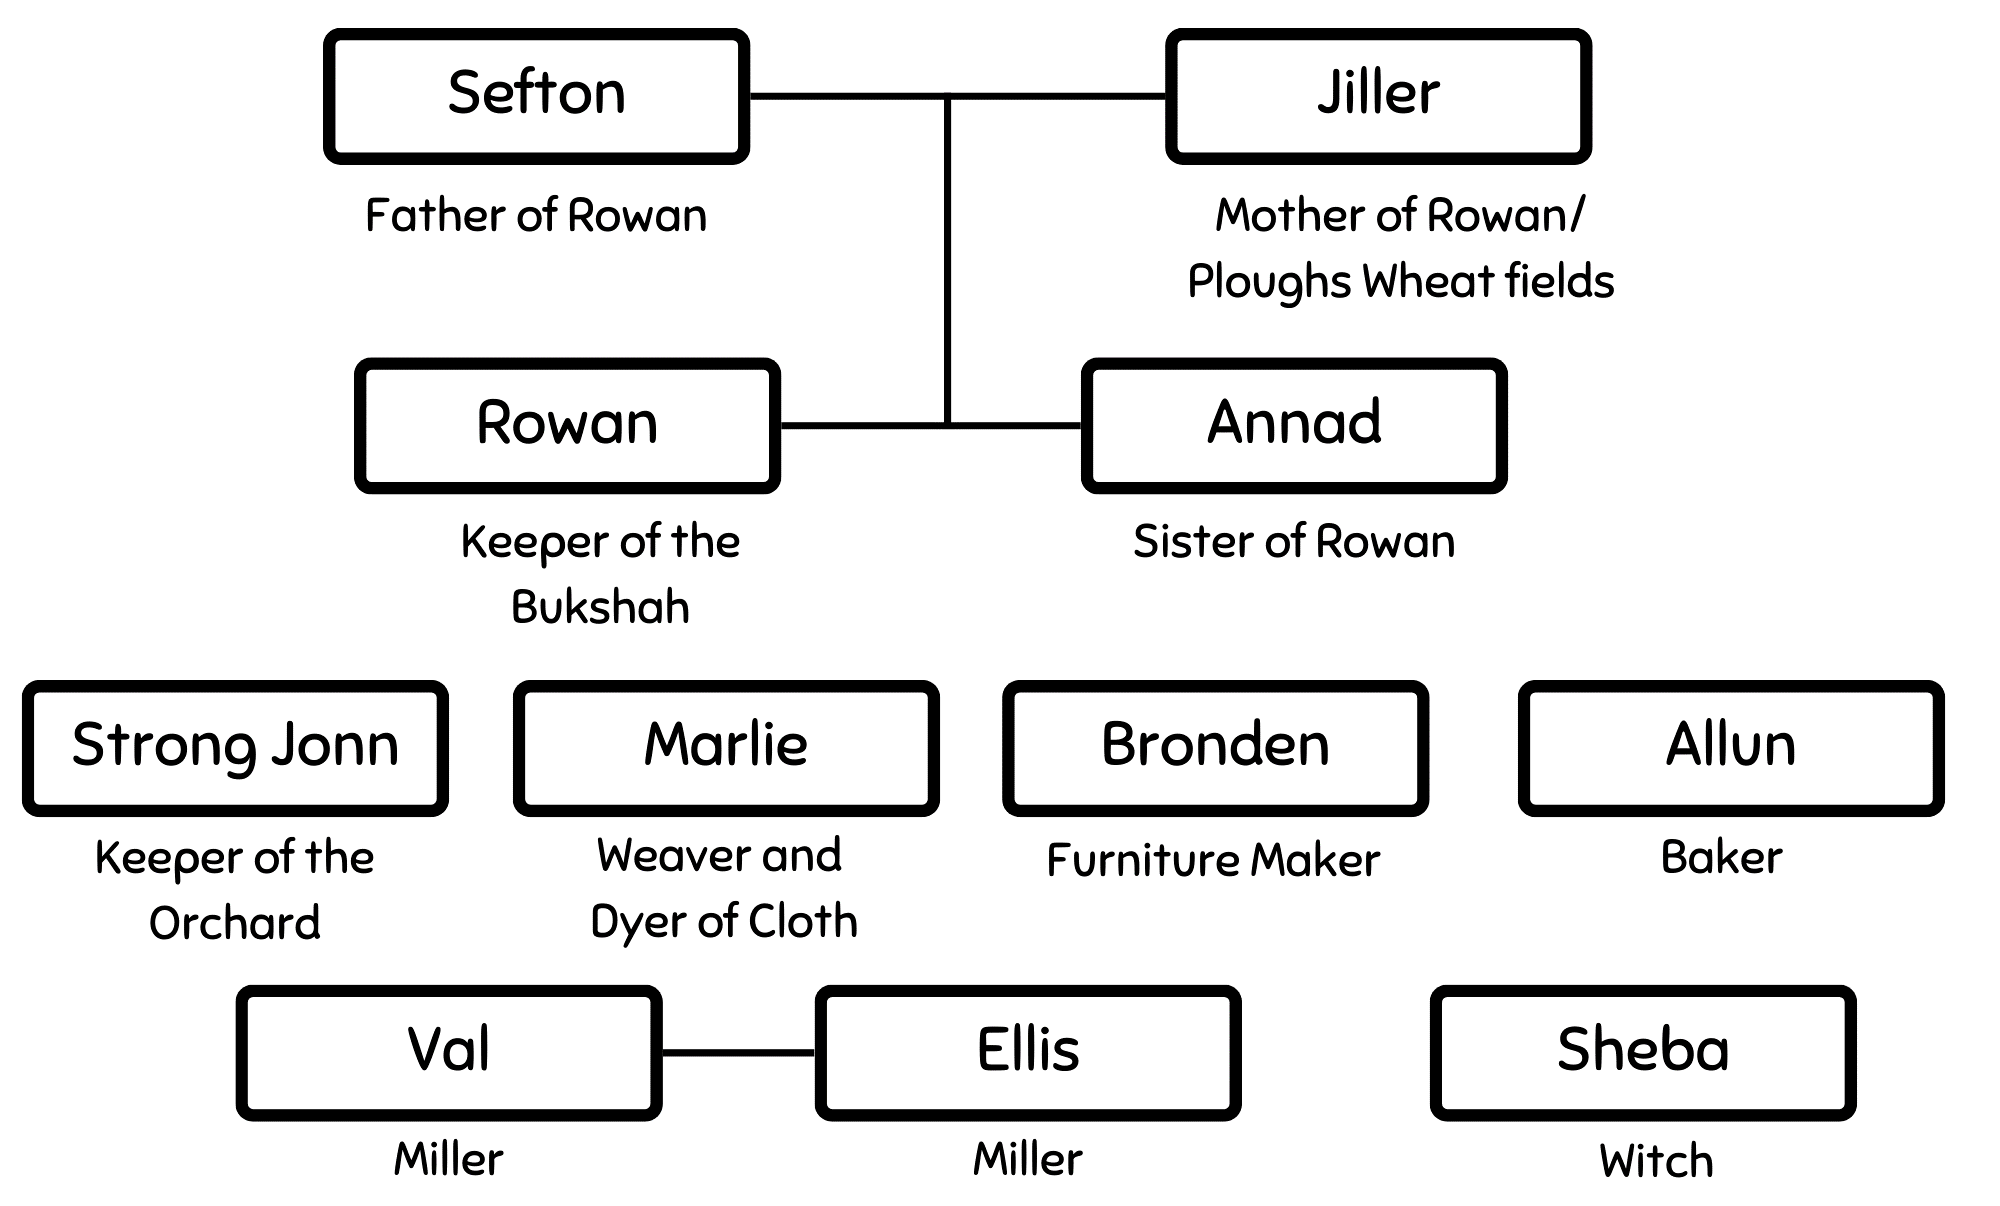 Sefton
Jiller
Father of Rowan
Mother of Rowan/
Ploughs Wheat fields
Rowan
Annad
Keeper of the
Bukshah
Sister of Rowan
Strong Jonn
Marlie
Bronden
Allun
Keeper of the
Orchard
Weaver and
Dyer of Cloth
Furniture Maker
Baker
Val
Ellis
Sheba
Miller
Miller
Witch